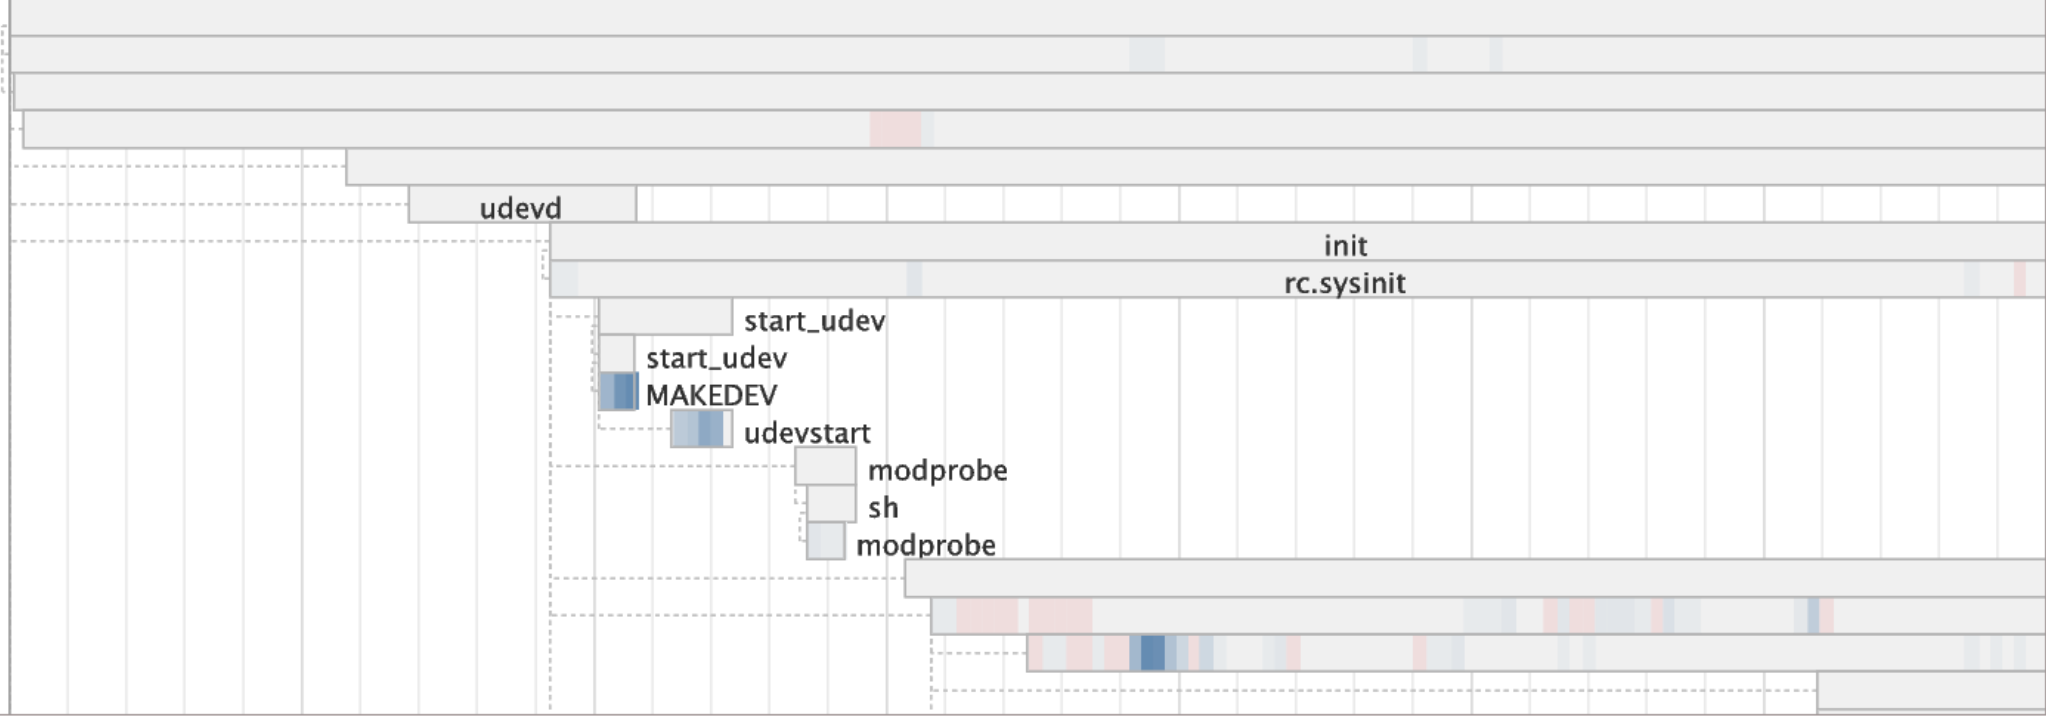 udevd
init
rc.sysinit
start_udev
start_udev
MAKEDEV
udevstart
modprobe
sh
modprobe